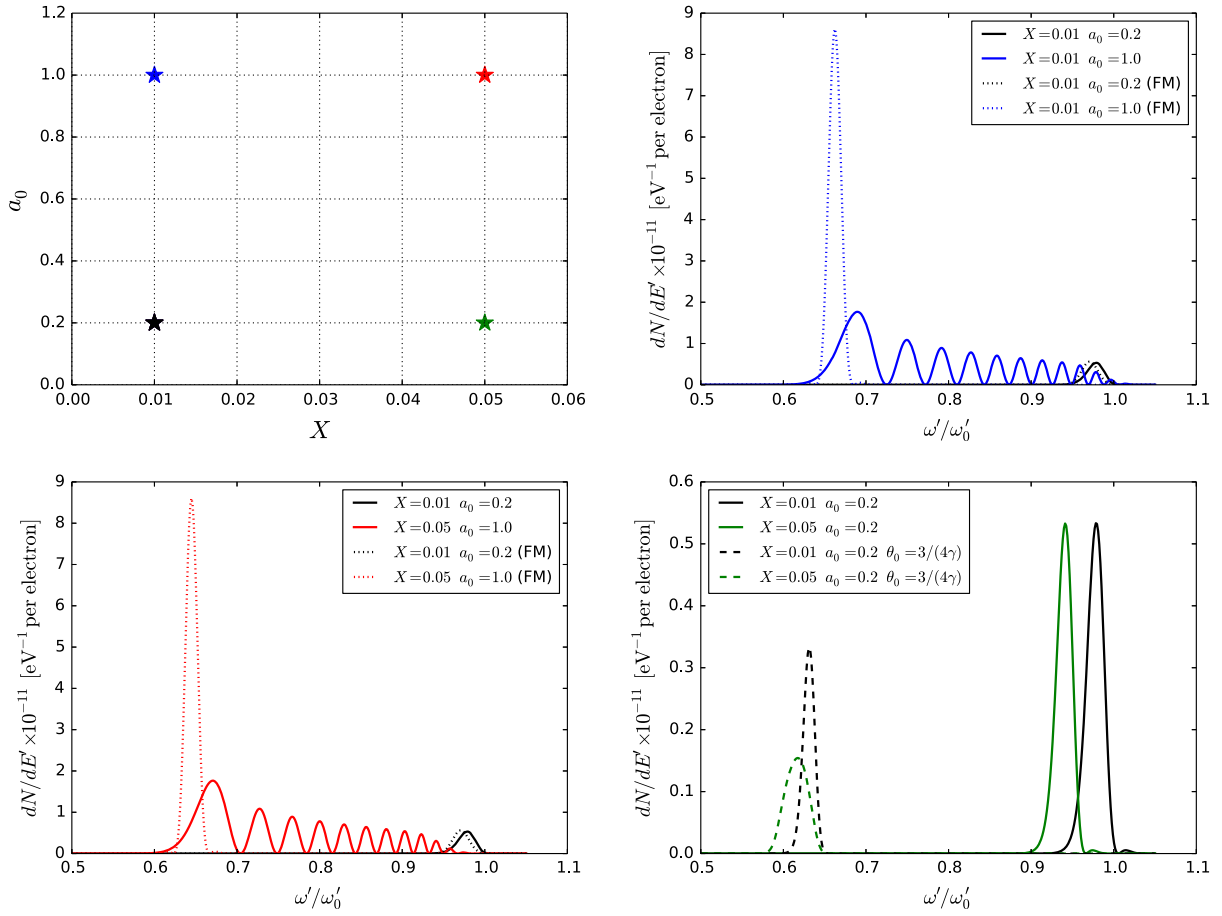 1.2
1.0
0.8
0.6
0.4
0.2
0.0
a₀
0.00 0.01 0.02 0.03 0.04 0.05 0.06
X
9
8
7
6
5
4
3
2
1
0
dN/dE′ ×10⁻¹¹ [eV⁻¹ per electron]
X=0.01 a₀=0.2
X=0.01 a₀=1.0
X=0.01 a₀=0.2 (FM)
X=0.01 a₀=1.0 (FM)
0.5 0.6 0.7 0.8 0.9 1.0 1.1
ω′/ω₀′
9
8
7
6
5
4
3
2
1
0
dN/dE′ ×10⁻¹¹ [eV⁻¹ per electron]
X=0.01 a₀=0.2
X=0.05 a₀=1.0
X=0.01 a₀=0.2 (FM)
X=0.05 a₀=1.0 (FM)
0.5 0.6 0.7 0.8 0.9 1.0 1.1
ω′/ω₀′
0.6
0.5
0.4
0.3
0.2
0.1
0.0
dN/dE′ ×10⁻¹¹ [eV⁻¹ per electron]
X=0.01 a₀=0.2
X=0.05 a₀=0.2
X=0.01 a₀=0.2 θ₀=3/(4γ)
X=0.05 a₀=0.2 θ₀=3/(4γ)
0.5 0.6 0.7 0.8 0.9 1.0 1.1
ω′/ω₀′